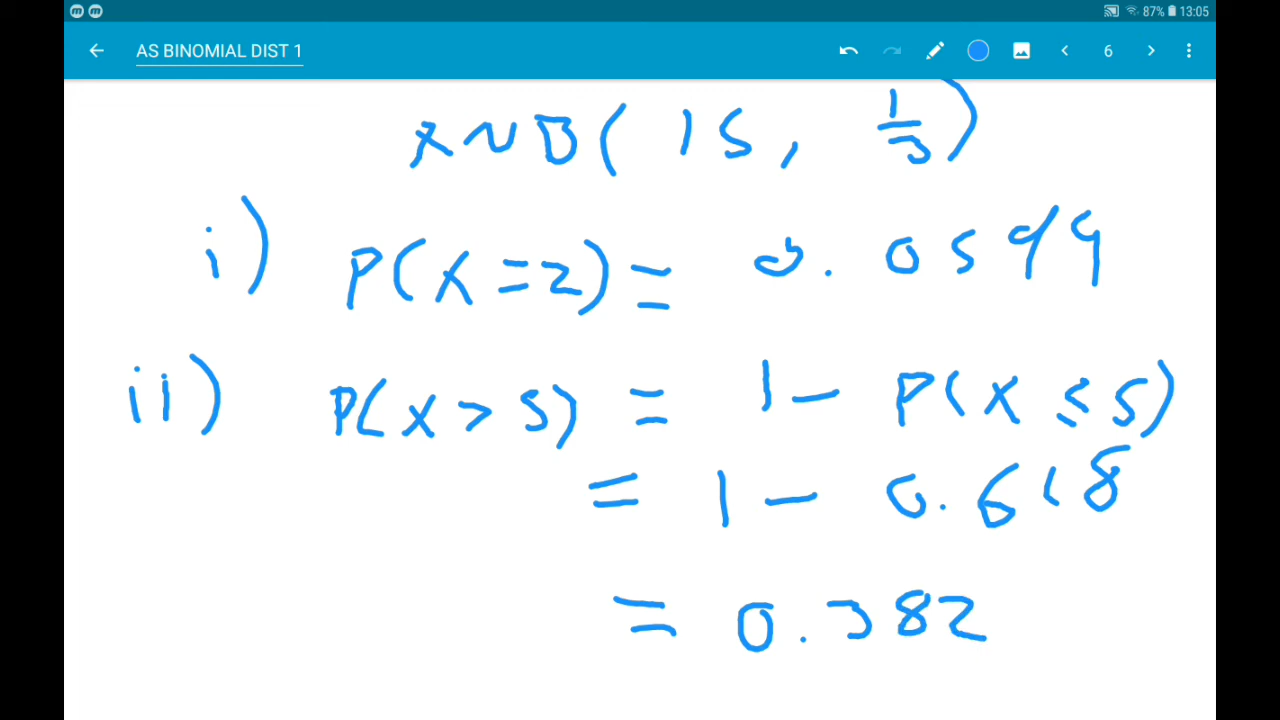 87% 13:05
AS BINOMIAL DIST 1
6
X~B(15, 1/3)
i) P(X=2) = 0.0599
ii) P(X>5) = 1 - P(X≤5)
= 1 - 0.618
= 0.382